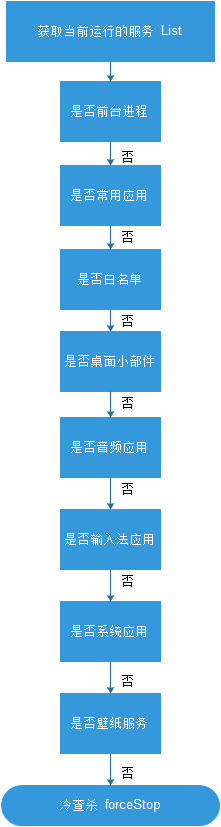 获取当前运行的服务 List
是否前台进程
否
是否常用应用
否
是否白名单
否
是否桌面小部件
否
是否音频应用
否
是否输入法应用
否
是否系统应用
否
是否壁纸服务
否
冷查杀 forceStop